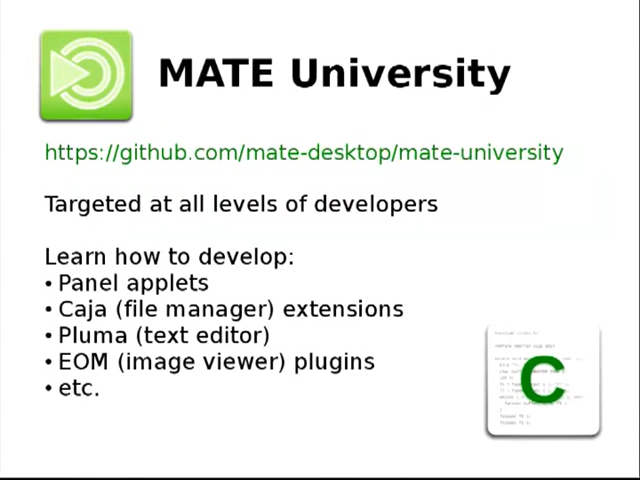 MATE University
https://github.com/mate-desktop/mate-university
Targeted at all levels of developers
Learn how to develop:
• Panel applets
• Caja (file manager) extensions
• Pluma (text editor)
• EOM (image viewer) plugins
• etc.
C